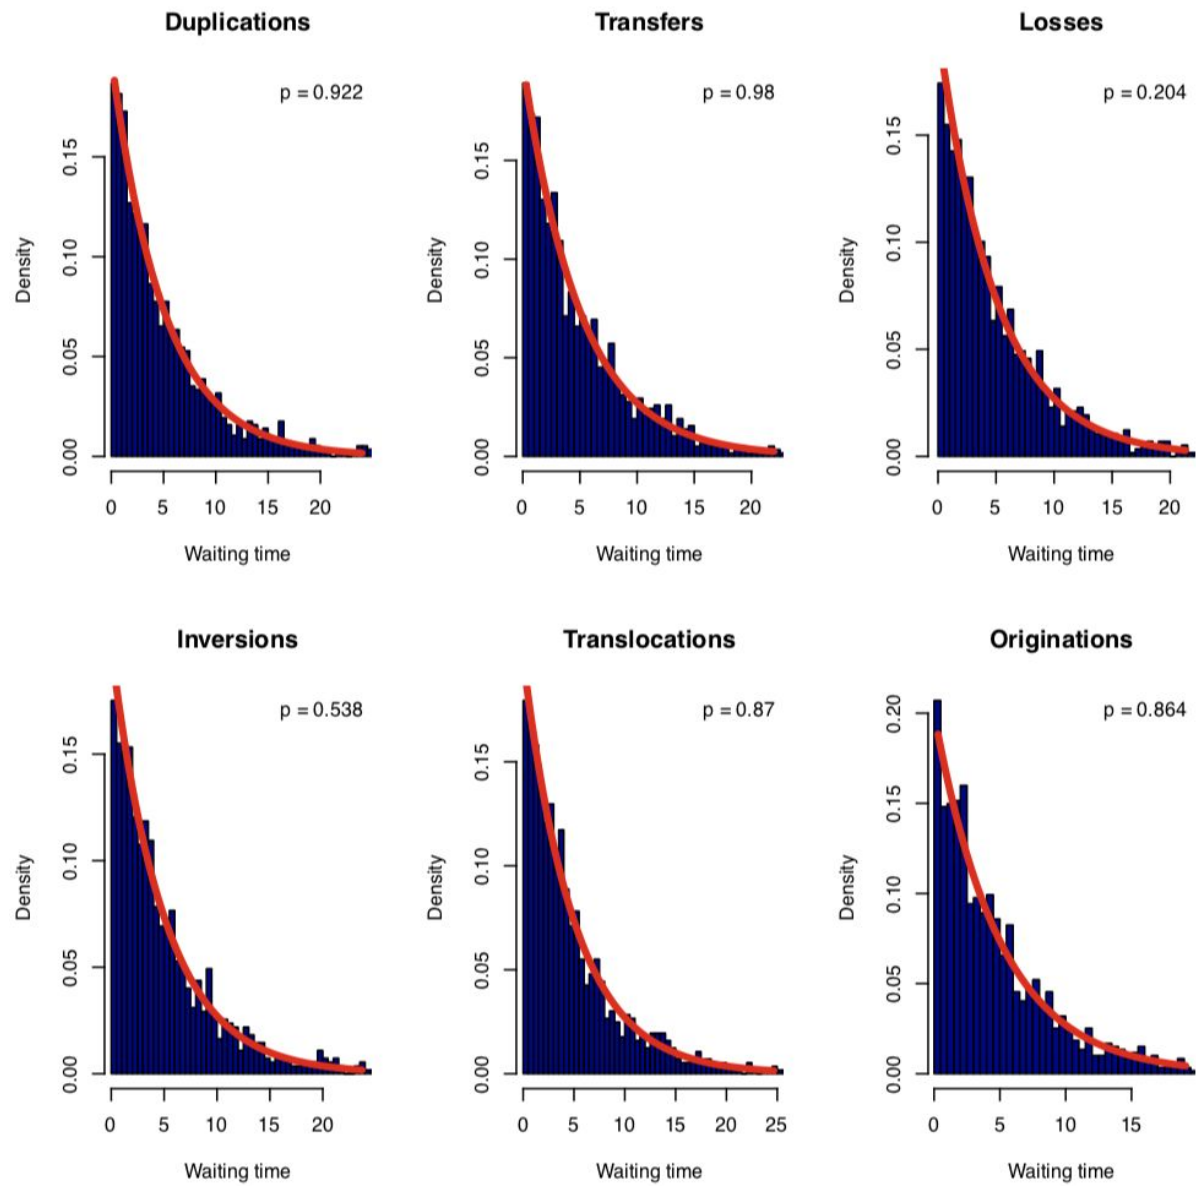 Duplications
p = 0.922
Density
0.00 0.05 0.10 0.15
0 5 10 15 20
Waiting time
Transfers
p = 0.98
Density
0.00 0.05 0.10 0.15
0 5 10 15 20
Waiting time
Losses
p = 0.204
Density
0.00 0.05 0.10 0.15
0 5 10 15 20
Waiting time
Inversions
p = 0.538
Density
0.00 0.05 0.10 0.15
0 5 10 15 20
Waiting time
Translocations
p = 0.87
Density
0.00 0.05 0.10 0.15
0 5 10 15 20 25
Waiting time
Originations
p = 0.864
Density
0.00 0.05 0.10 0.15 0.20
0 5 10 15
Waiting time